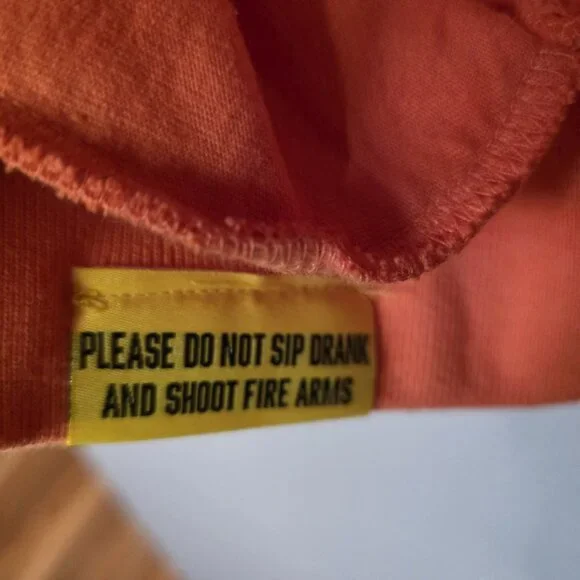 PLEASE DO NOT SIP DRANK
AND SHOOT FIRE ARMS